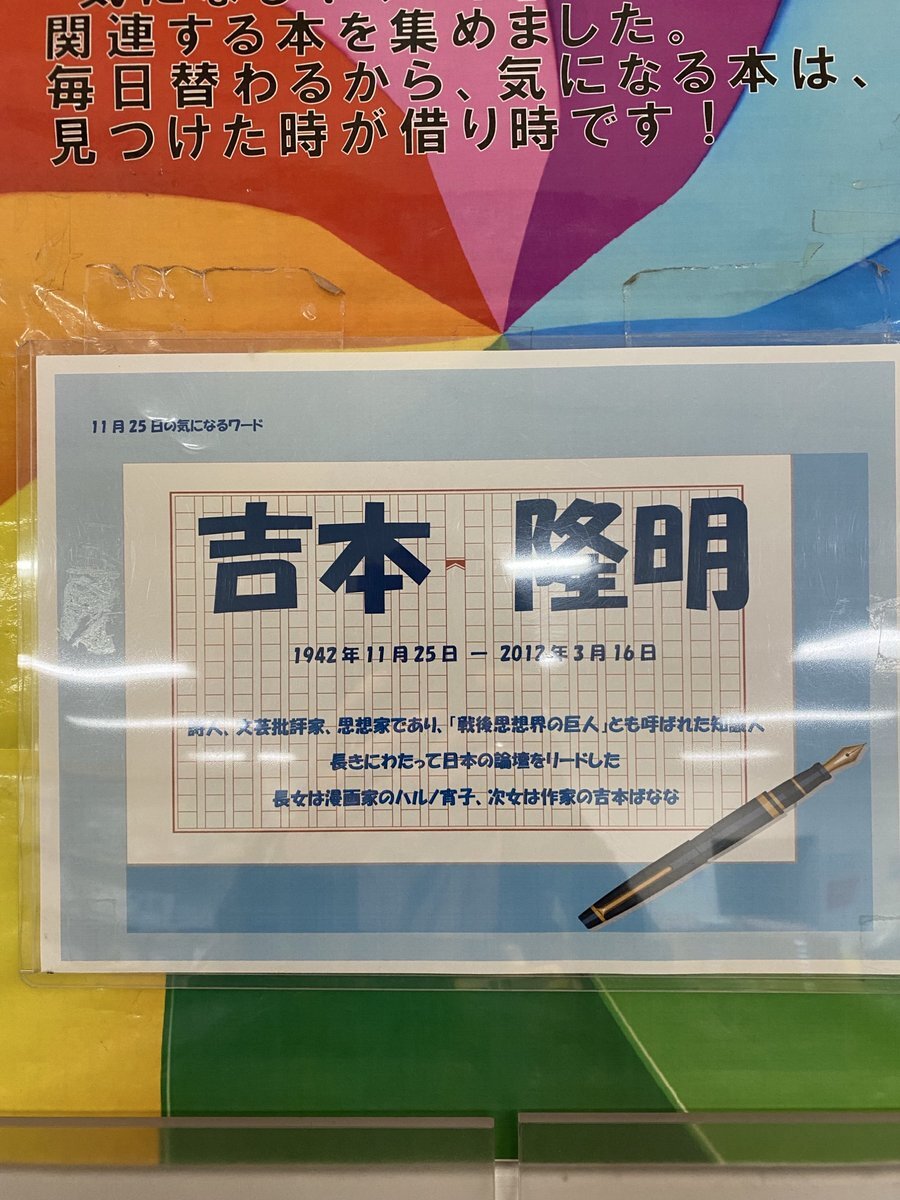 関連する本を集めました。
毎日替わるから、気になる本は、
見つけた時が借り時です！
11月25日の気になるワード
吉本 隆明
1942年11月25日 ー 2012年3月16日
詩人、文芸批評家、思想家であり、「戦後思想界の巨人」とも呼ばれた知識人
長きにわたって日本の論壇をリードした
長女は漫画家のハルノ宵子、次女は作家の吉本ばなな